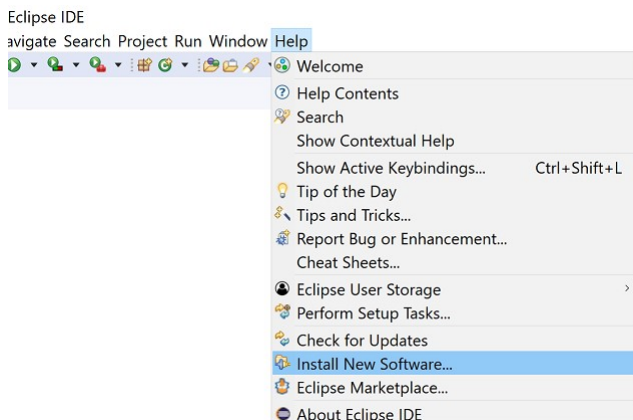 Eclipse IDE
avigate Search Project Run Window Help
Welcome
Help Contents
Search
Show Contextual Help
Show Active Keybindings... Ctrl+Shift+L
Tip of the Day
Tips and Tricks...
Report Bug or Enhancement...
Cheat Sheets...
Eclipse User Storage
Perform Setup Tasks...
Check for Updates
Install New Software...
Eclipse Marketplace...
About Eclipse IDE